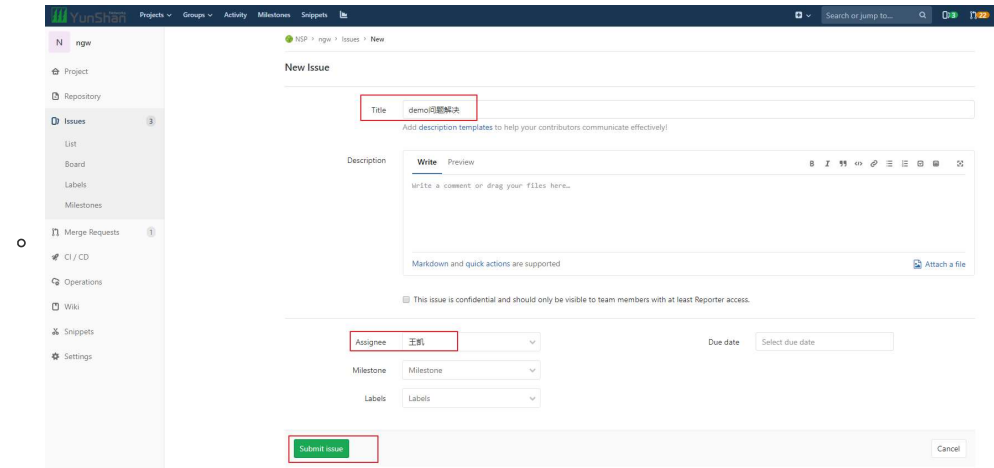 YunShan Projects Groups Activity Milestones Snippets Search or jump to... 3 22
N ngw
NSP > ngw > Issues > New
Project
Repository
Issues 3
List
Board
Labels
Milestones
Merge Requests 1
CI / CD
Operations
Wiki
Snippets
Settings
New Issue
Title demo问题解决
Add description templates to help your contributors communicate effectively!
Description Write Preview
Write a comment or drag your files here…
Markdown and quick actions are supported Attach a file
This issue is confidential and should only be visible to team members with at least Reporter access.
Assignee 王凯 Due date Select due date
Milestone Milestone
Labels Labels
Submit issue Cancel